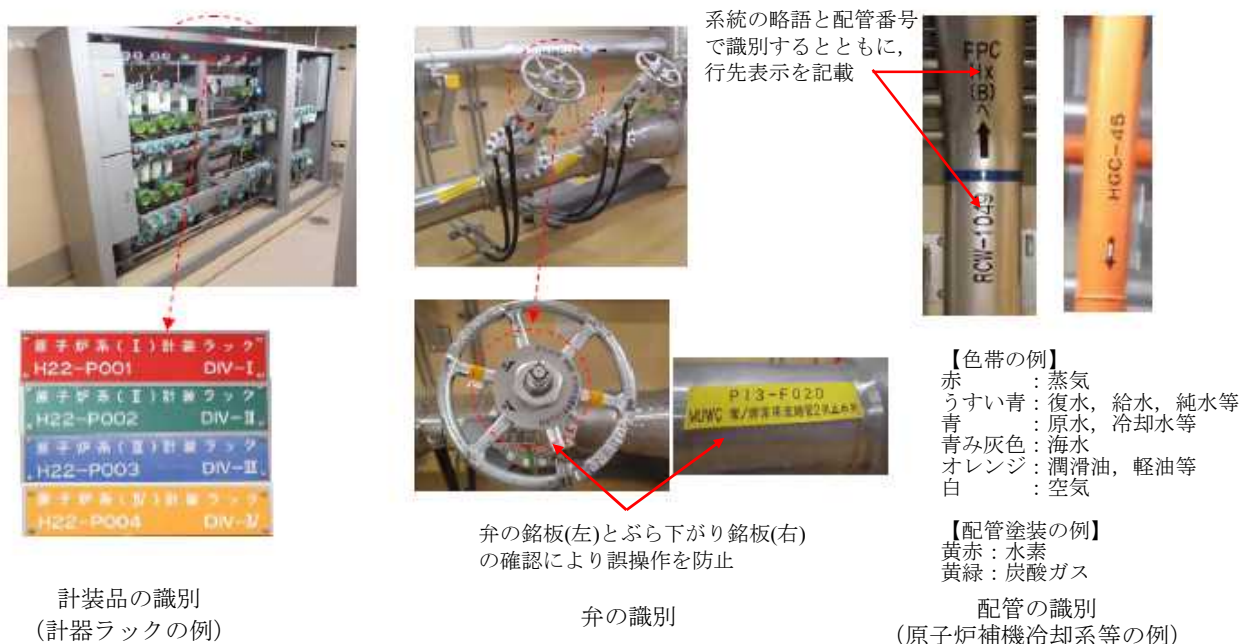 系統の略語と配管番号
で識別するとともに，
行先表示を記載
FPC
Hx
(B)
へ
RCW-1049
HGC-45
原子炉系(Ⅰ)計装ラック
H22-P001 DIV-Ⅰ
原子炉系(Ⅱ)計装ラック
H22-P002 DIV-Ⅱ
原子炉系(Ⅲ)計装ラック
H22-P003 DIV-Ⅲ
原子炉系(Ⅳ)計装ラック
H22-P004 DIV-Ⅳ
計装品の識別
(計器ラックの例)
P13-F020
MUWC
弁の銘板(左)とぶら下がり銘板(右)
の確認により誤操作を防止
弁の識別
【色帯の例】
赤：蒸気
うすい青：復水，給水，純水等
青：原水，冷却水等
青み灰色：海水
オレンジ：潤滑油，軽油等
白：空気
【配管塗装の例】
黄赤：水素
黄緑：炭酸ガス
配管の識別
(原子炉補機冷却系等の例)